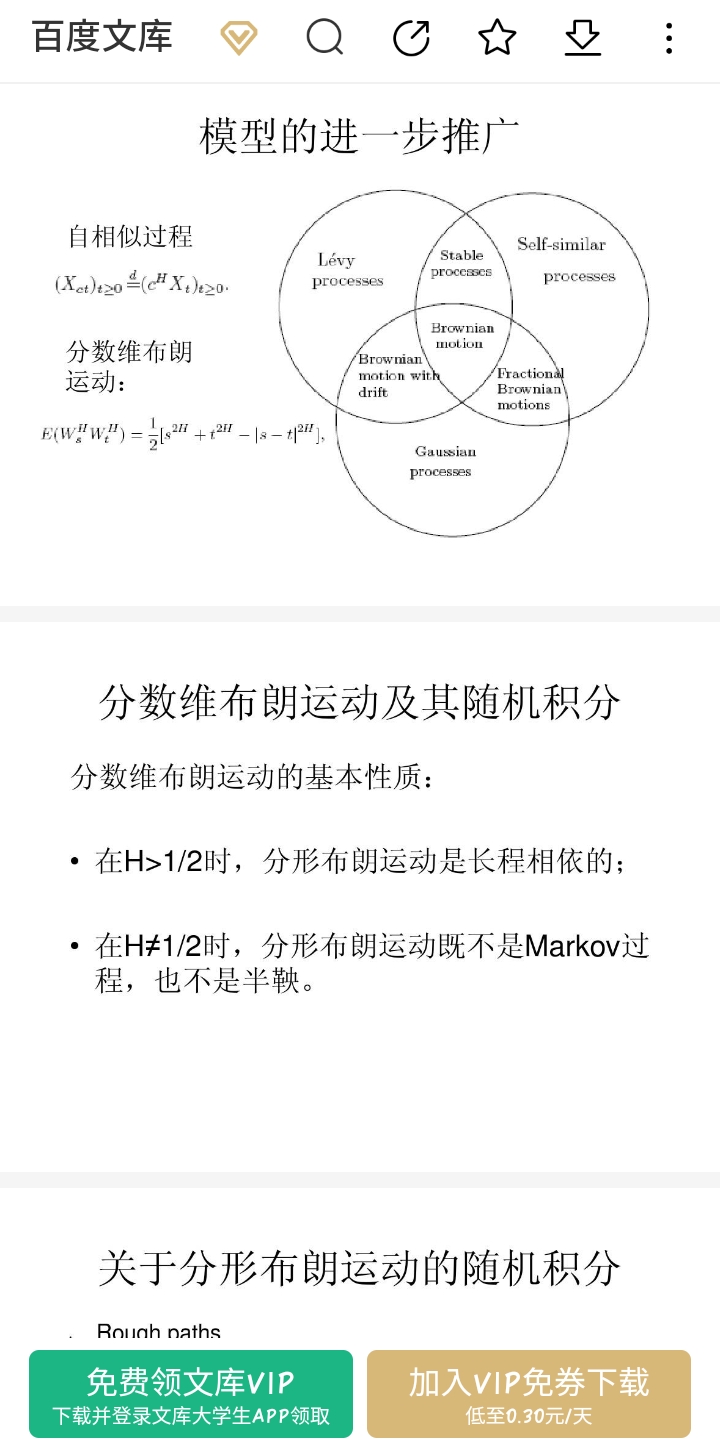 百度文库
模型的进一步推广
自相似过程
(X_{ct})_{t≥0} \overset{d}{=} (c^H X_t)_{t≥0}.
分数维布朗
运动：
E(W_s^H W_t^H) = \frac{1}{2}[s^{2H} + t^{2H} − |s − t|^{2H}],
Lévy
processes
Stable
processes
Self-similar
processes
Brownian
motion
Brownian
motion with
drift
Fractional
Brownian
motions
Gaussian
processes
分数维布朗运动及其随机积分
分数维布朗运动的基本性质：
• 在H>1/2时，分形布朗运动是长程相依的；
• 在H≠1/2时，分形布朗运动既不是Markov过
程，也不是半鞅。
关于分形布朗运动的随机积分
Rough paths
免费领文库VIP
下载并登录文库大学生APP领取
加入VIP免券下载
低至0.30元/天